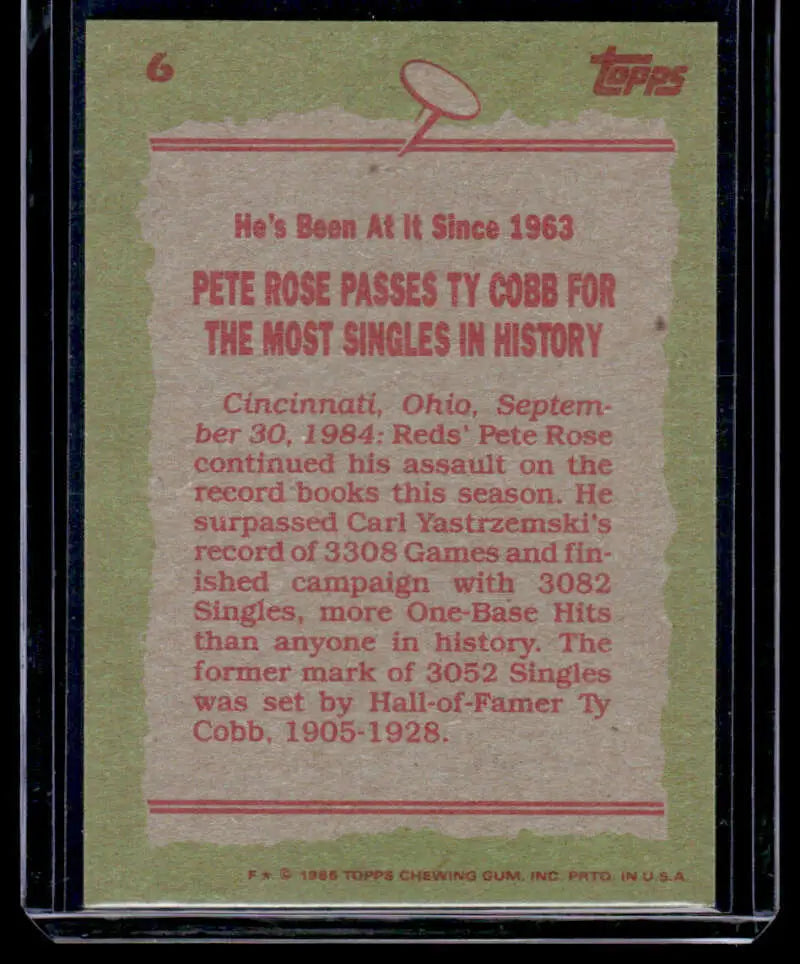 6
Topps
He's Been At It Since 1963
PETE ROSE PASSES TY COBB FOR
THE MOST SINGLES IN HISTORY
Cincinnati, Ohio, Septem-
ber 30, 1984: Reds' Pete Rose
continued his assault on the
record books this season. He
surpassed Carl Yastrzemski's
record of 3308 Games and fin-
ished campaign with 3082
Singles, more One-Base Hits
than anyone in history. The
former mark of 3052 Singles
was set by Hall-of-Famer Ty
Cobb, 1905-1928.
F★ © 1985 TOPPS CHEWING GUM, INC. PRTD. IN U.S.A.